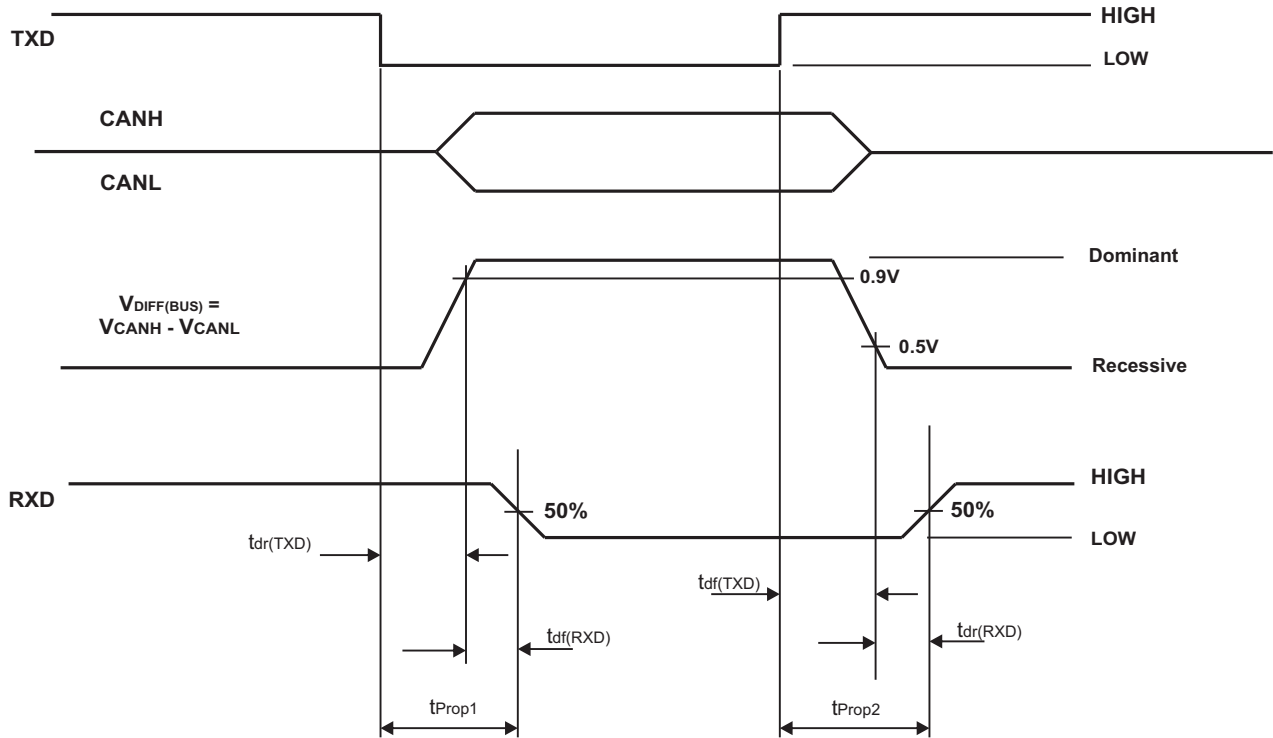 TXD
HIGH
LOW
CANH
CANL
Dominant
0.9V
VDIFF(BUS) =
VCANH - VCANL
0.5V
Recessive
RXD
HIGH
50%
50%
LOW
tdr(TXD)
tdf(TXD)
tdf(RXD)
tdr(RXD)
tProp1
tProp2